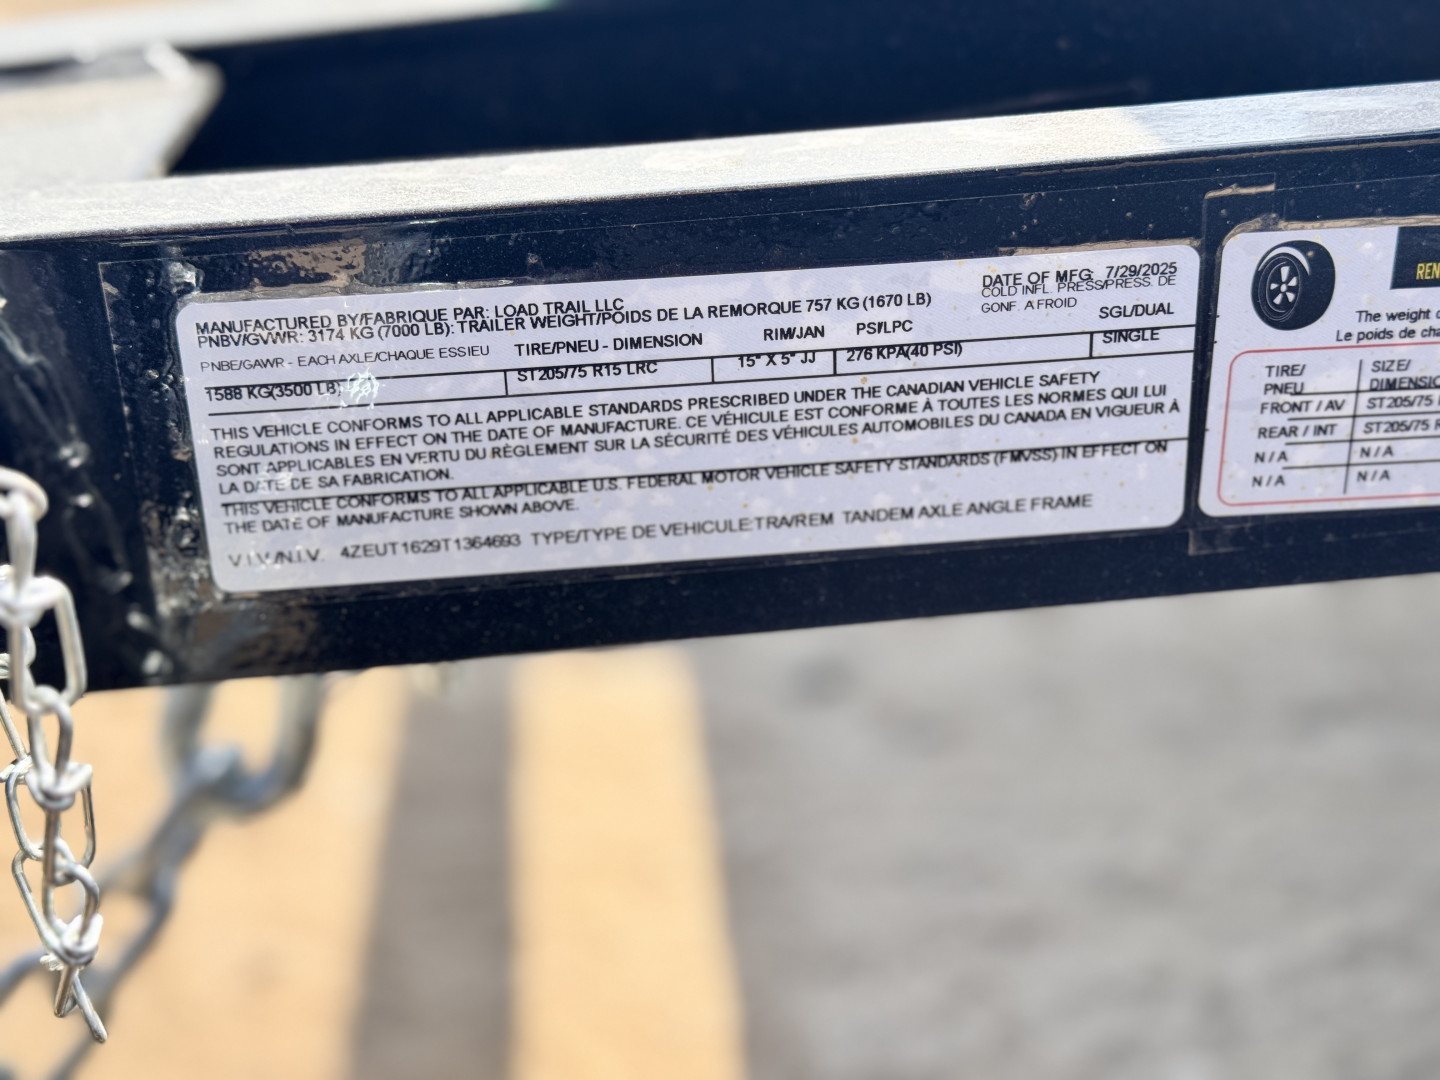 MANUFACTURED BY/FABRIQUE PAR: LOAD TRAIL LLC DATE OF MFG: 7/29/2025
PNBV/GVWR: 3174 KG (7000 LB): TRAILER WEIGHT/POIDS DE LA REMORQUE 757 KG (1670 LB) COLD INFL. PRESS/PRESS. DE
GONF. A FROID
PNBE/GAWR - EACH AXLE/CHAQUE ESSIEU TIRE/PNEU - DIMENSION RIM/JAN PSI/LPC SGL/DUAL
1588 KG(3500 LB) ST205/75 R15 LRC 15" X 5" JJ 276 KPA(40 PSI) SINGLE
THIS VEHICLE CONFORMS TO ALL APPLICABLE STANDARDS PRESCRIBED UNDER THE CANADIAN VEHICLE SAFETY
REGULATIONS IN EFFECT ON THE DATE OF MANUFACTURE. CE VÉHICULE EST CONFORME À TOUTES LES NORMES QUI LUI
SONT APPLICABLES EN VERTU DU RÈGLEMENT SUR LA SÉCURITÉ DES VÉHICULES AUTOMOBILES DU CANADA EN VIGUEUR À
LA DATE DE SA FABRICATION.
THIS VEHICLE CONFORMS TO ALL APPLICABLE U.S. FEDERAL MOTOR VEHICLE SAFETY STANDARDS (FMVSS) IN EFFECT ON
THE DATE OF MANUFACTURE SHOWN ABOVE.
V.I.V./N.I.V. 4ZEUT1629T1364693 TYPE/TYPE DE VEHICULE:TRA/REM TANDEM AXLE ANGLE FRAME
The weight
Le poids de
TIRE/ SIZE/
PNEU
FRONT / AV ST205/75
REAR / INT ST205/75
N / A N / A
N / A N / A